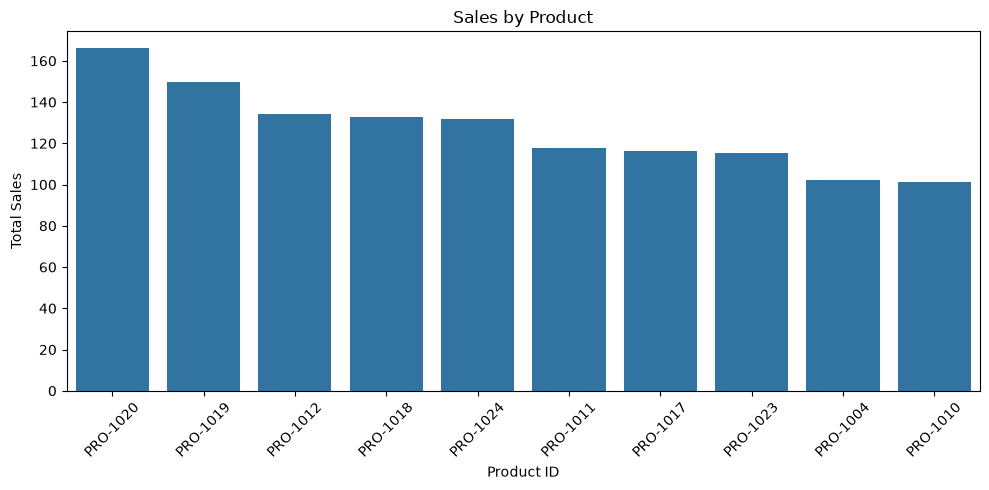 Sales by Product
Total Sales
160
140
120
100
80
60
40
20
0
PRO-1020
PRO-1019
PRO-1012
PRO-1018
PRO-1024
PRO-1011
PRO-1017
PRO-1023
PRO-1004
PRO-1010
Product ID